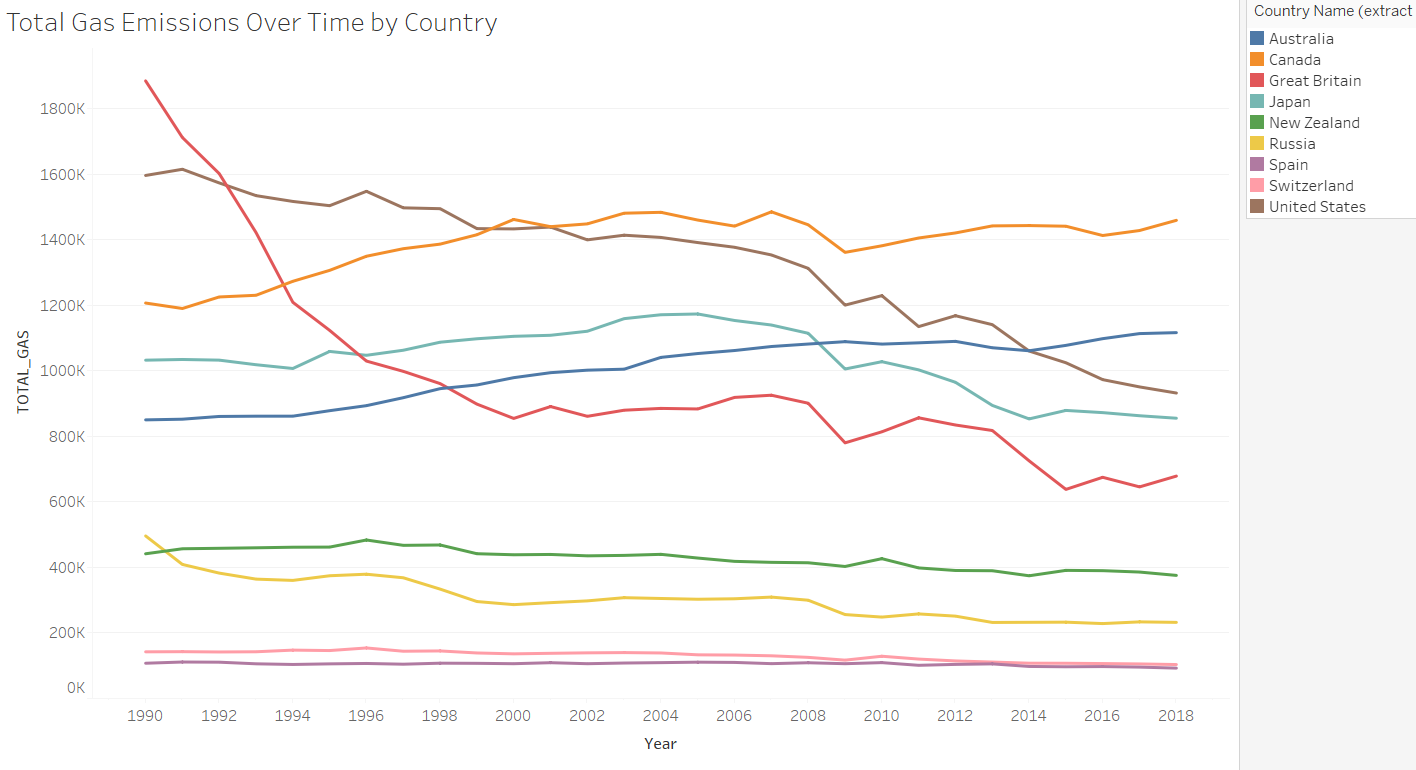 Total Gas Emissions Over Time by Country
Country Name (extract
Australia
Canada
Great Britain
Japan
New Zealand
Russia
Spain
Switzerland
United States
1800K
1600K
1400K
1200K
1000K
800K
600K
400K
200K
0K
TOTAL_GAS
1990 1992 1994 1996 1998 2000 2002 2004 2006 2008 2010 2012 2014 2016 2018
Year